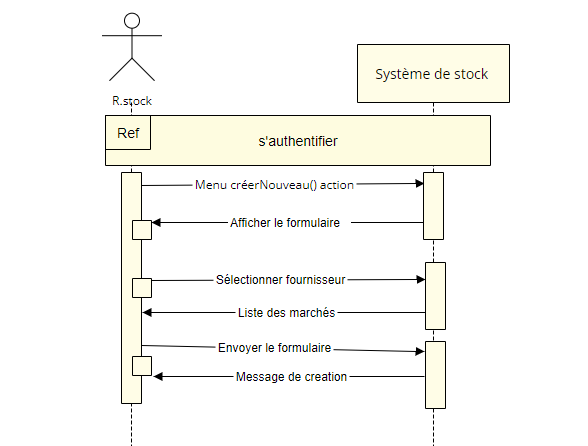 R.stock
Système de stock
Ref
s'authentifier
Menu créerNouveau() action
Afficher le formulaire
Sélectionner fournisseur
Liste des marchés
Envoyer le formulaire
Message de creation